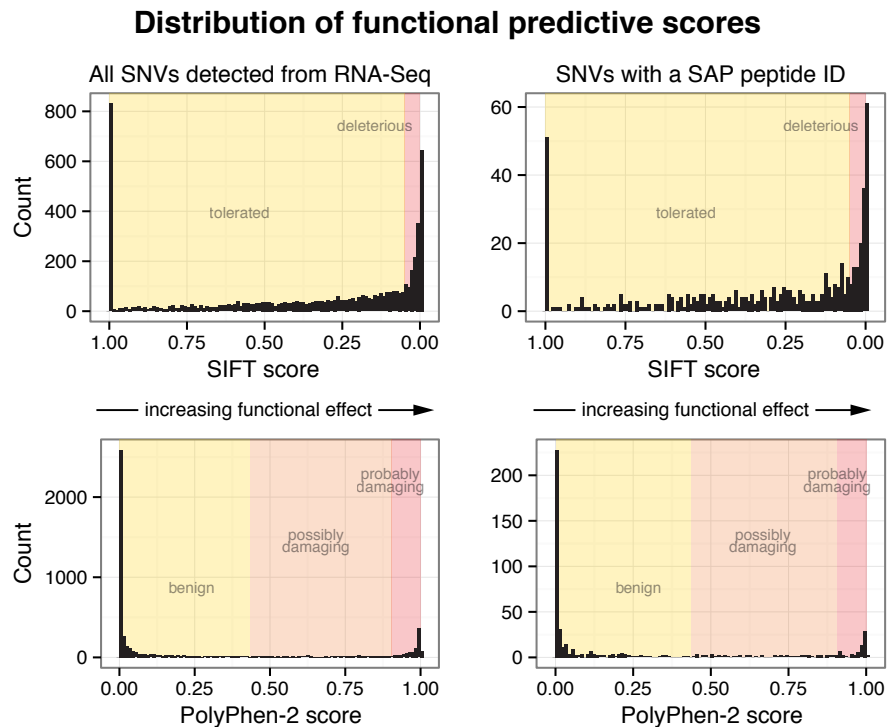 Distribution of functional predictive scores
All SNVs detected from RNA-Seq
SNVs with a SAP peptide ID
Count
800
600
400
200
0
deleterious
tolerated
1.00 0.75 0.50 0.25 0.00
SIFT score
60
40
20
0
deleterious
tolerated
1.00 0.75 0.50 0.25 0.00
SIFT score
increasing functional effect
increasing functional effect
Count
2000
1000
0
probably
damaging
possibly
damaging
benign
0.00 0.25 0.50 0.75 1.00
PolyPhen-2 score
200
150
100
50
0
probably
damaging
possibly
damaging
benign
0.00 0.25 0.50 0.75 1.00
PolyPhen-2 score